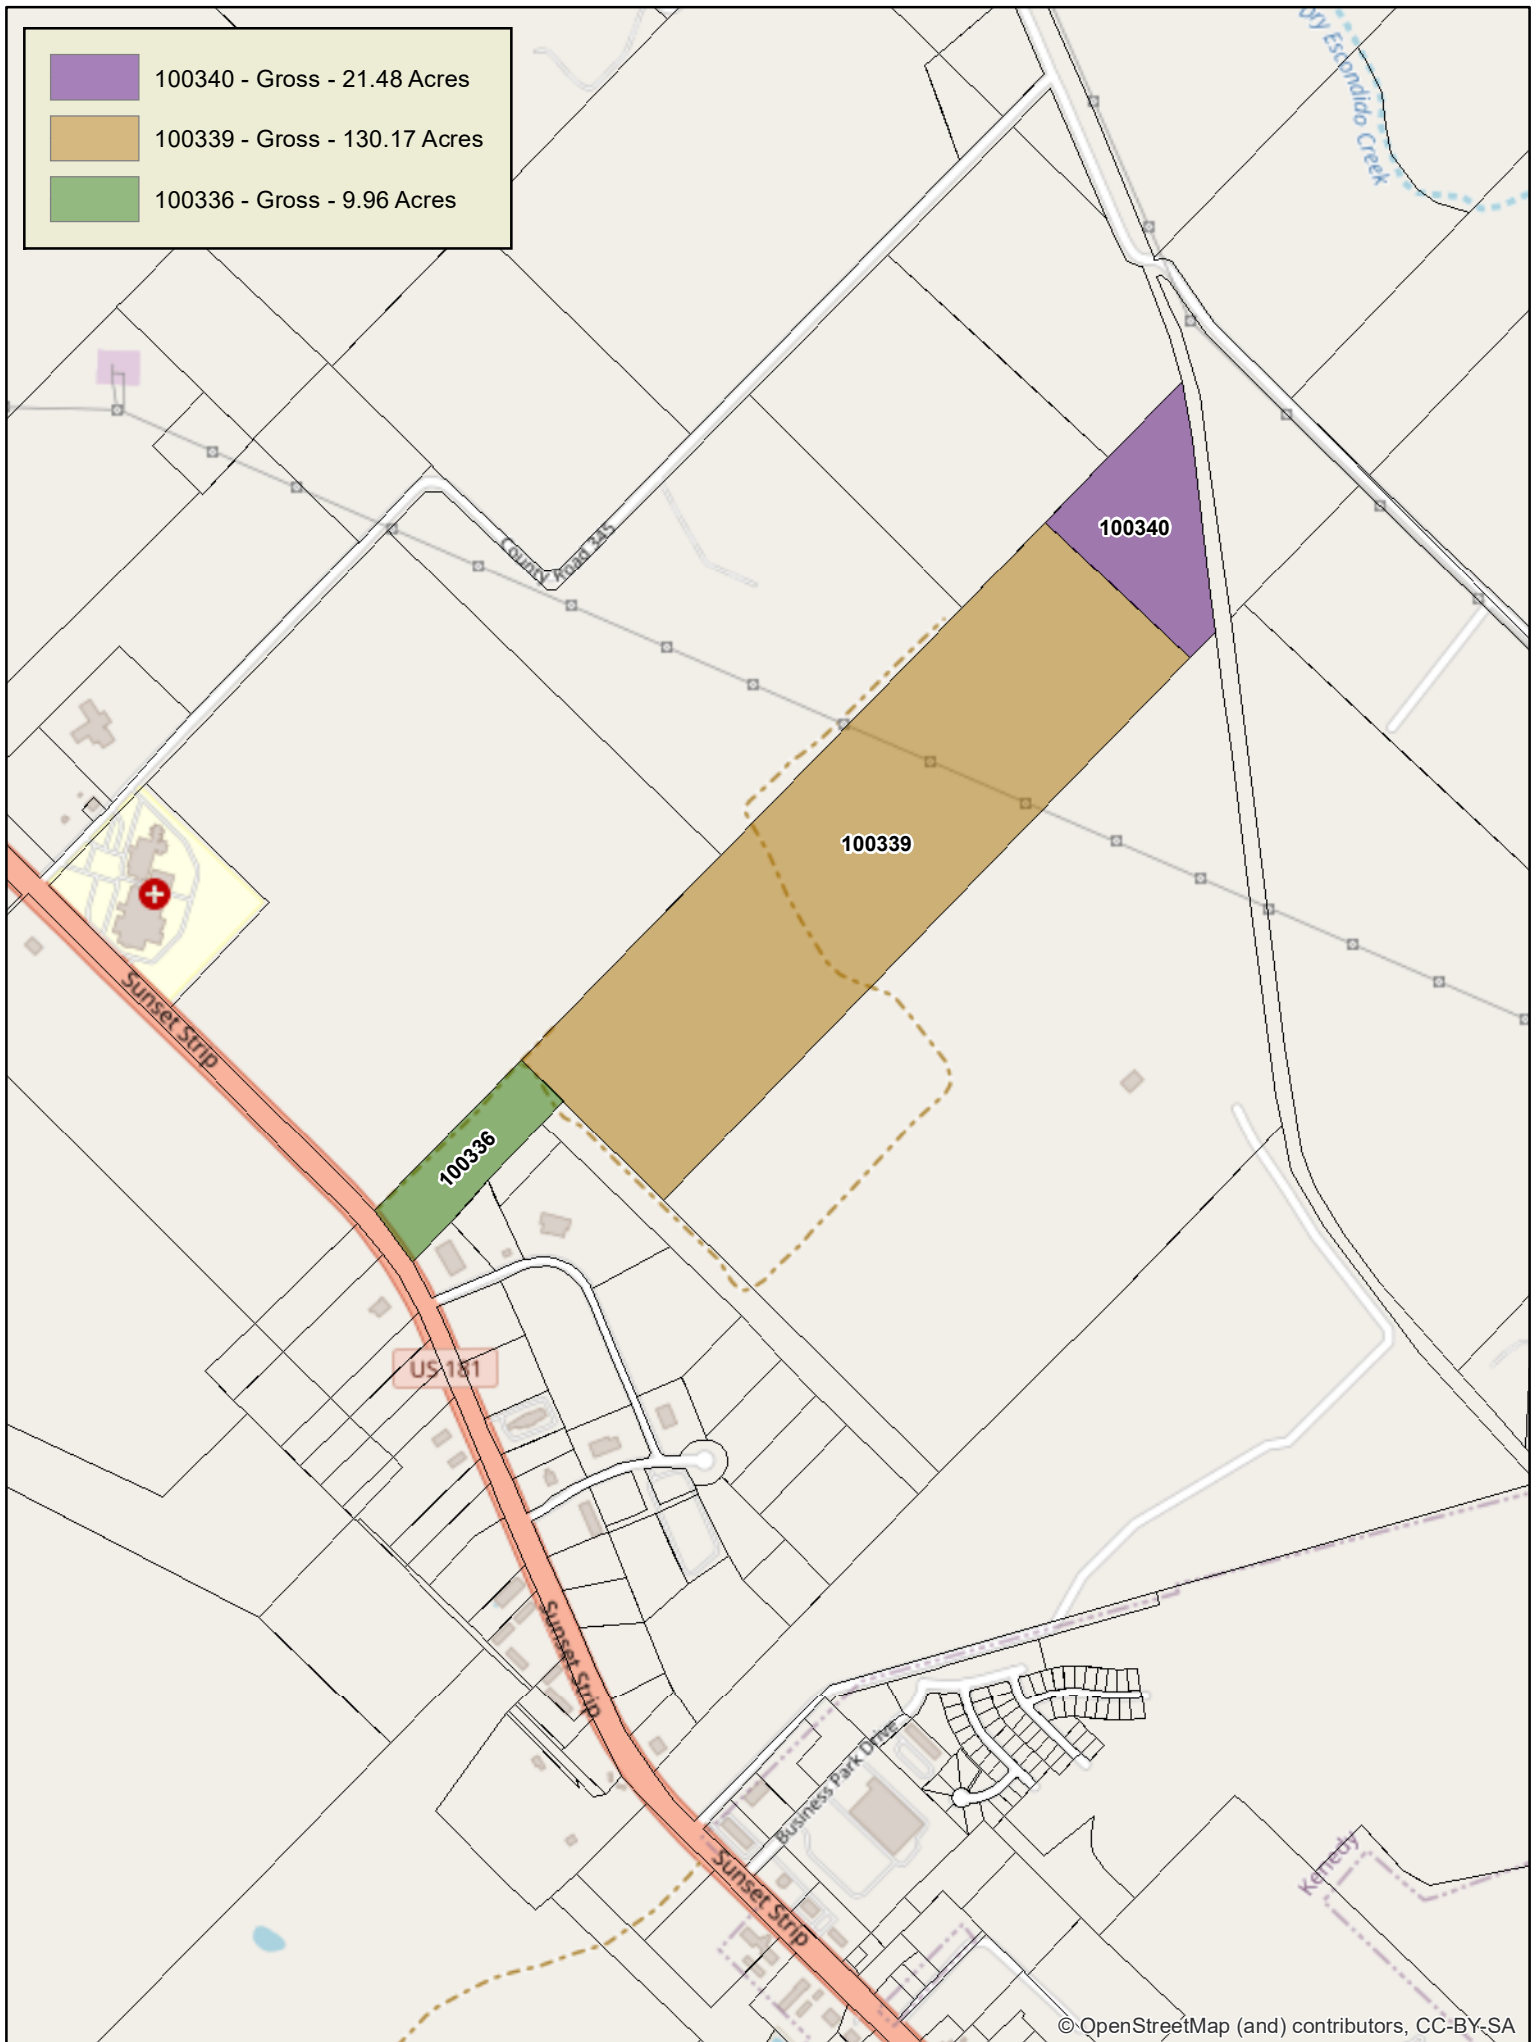 100340 - Gross - 21.48 Acres
100339 - Gross - 130.17 Acres
100336 - Gross - 9.96 Acres
Escondido Creek
100340
County Road 345
100339
Sunset Strip
100336
US 181
Sunset Strip
Business Park Drive
Sunset Strip
Kenedy
© OpenStreetMap (and) contributors, CC-BY-SA